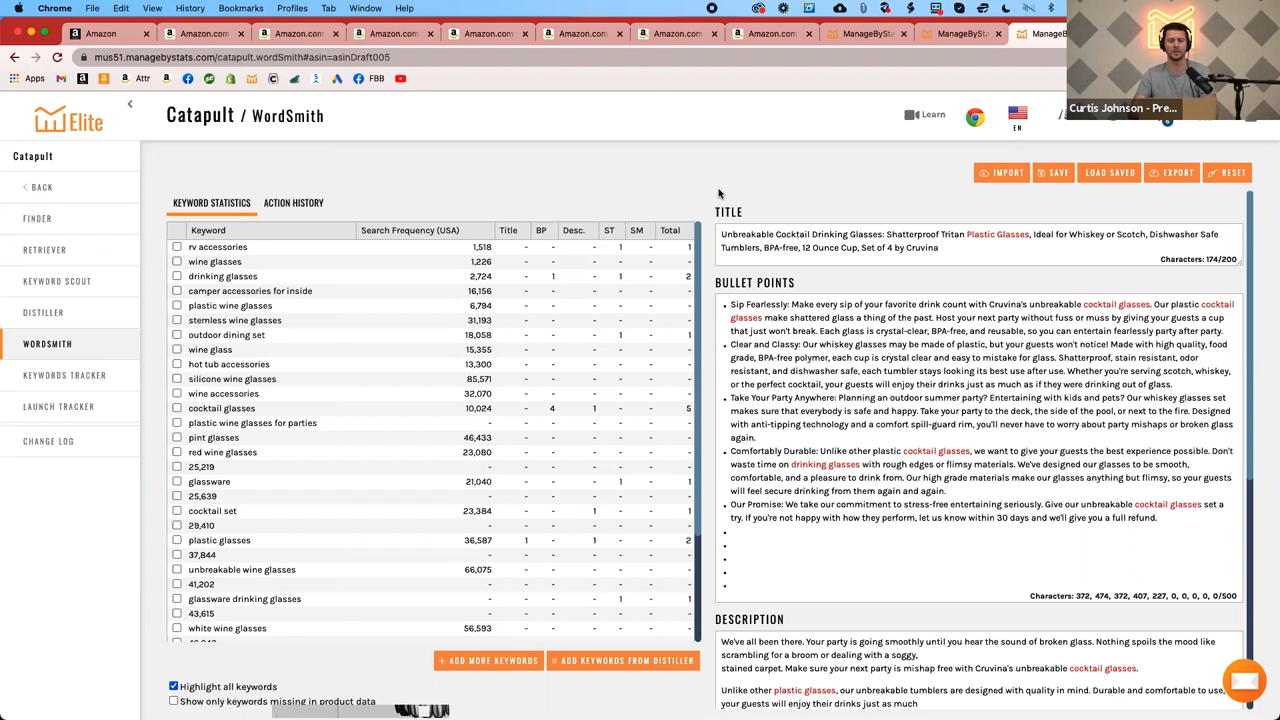 Chrome File Edit View History Bookmarks Profiles Tab Window Help
Amazon
Amazon.com
Amazon.com
Amazon.com
Amazon.com
Amazon.com
Amazon.com
Amazon.com
ManageBySt
ManageBySt
ManageBy
mus51.managebystats.com/catapult.wordSmith#asin=asinDraft005
Apps Attr FBB
Curtis Johnson - Pre...
Elite
Catapult / WordSmith
Learn
EN
6
Catapult
BACK
FINDER
RETRIEVER
KEYWORD SCOUT
DISTILLER
WORDSMITH
KEYWORDS TRACKER
LAUNCH TRACKER
CHANGE LOG
IMPORT SAVE LOAD SAVED EXPORT RESET
KEYWORD STATISTICS ACTION HISTORY
Keyword Search Frequency (USA) Title BP Desc. ST SM Total
rv accessories 1,518 - - - 1 - 1
wine glasses 1,226 - - - - - -
drinking glasses 2,724 - 1 - 1 - 2
camper accessories for inside 16,156 - - - - - -
plastic wine glasses 6,794 - - - - - -
stemless wine glasses 31,193 - - - - - -
outdoor dining set 18,058 - - - 1 - 1
wine glass 15,355 - - - - - -
hot tub accessories 13,300 - - - - - -
silicone wine glasses 85,571 - - - - - -
wine accessories 32,070 - - - - - -
cocktail glasses 10,024 - 4 1 - - 5
plastic wine glasses for parties - - - - - - -
pint glasses 46,433 - - - - - -
red wine glasses 23,080 - - - - - -
25,219 - - - - - - -
glassware 21,040 - - - 1 - 1
25,639 - - - - - - -
cocktail set 23,384 - - 1 - - 1
29,410 - - - - - - -
plastic glasses 36,587 1 - 1 - - 2
37,844 - - - - - - -
unbreakable wine glasses 66,075 - - - - - -
41,202 - - - - - - -
glassware drinking glasses - - - - 1 - 1
43,615 - - - - - - -
white wine glasses 56,593 - - - - - -
+ ADD MORE KEYWORDS ADD KEYWORDS FROM DISTILLER
Highlight all keywords
Show only keywords missing in product data
TITLE
Unbreakable Cocktail Drinking Glasses: Shatterproof Tritan Plastic Glasses, Ideal for Whiskey or Scotch, Dishwasher Safe
Tumblers, BPA-free, 12 Ounce Cup, Set of 4 by Cruvina
Characters: 174/200
BULLET POINTS
• Sip Fearlessly: Make every sip of your favorite drink count with Cruvina's unbreakable cocktail glasses. Our plastic cocktail
glasses make shattered glass a thing of the past. Host your next party without fuss or muss by giving your guests a cup
that just won't break. Each glass is crystal-clear, BPA-free, and reusable, so you can entertain fearlessly party after party.
• Clear and Classy: Our whiskey glasses may be made of plastic, but your guests won't notice! Made with high quality, food
grade, BPA-free polymer, each cup is crystal clear and easy to mistake for glass. Shatterproof, stain resistant, odor
resistant, and dishwasher safe, each tumbler stays looking its best use after use. Whether you're serving scotch, whiskey,
or the perfect cocktail, your guests will enjoy their drinks just as much as if they were drinking out of glass.
• Take Your Party Anywhere: Planning an outdoor summer party? Entertaining with kids and pets? Our whiskey glasses set
makes sure that everybody is safe and happy. Take your party to the deck, the side of the pool, or next to the fire. Designed
with anti-tipping technology and a comfort spill-guard rim, you'll never have to worry about party mishaps or broken glass
again.
• Comfortably Durable: Unlike other plastic cocktail glasses, we want to give your guests the best experience possible. Don't
waste time on drinking glasses with rough edges or flimsy materials. We've designed our glasses to be smooth,
comfortable, and a pleasure to drink from. Our high grade materials make our glasses anything but flimsy, so your guests
will feel secure drinking from them again and again.
• Our Promise: We take our commitment to stress-free entertaining seriously. Give our unbreakable cocktail glasses set a
try. If you're not happy with how they perform, let us know within 30 days and we'll give you a full refund.
Characters: 372, 474, 372, 407, 227, 0, 0, 0, 0, 0/500
DESCRIPTION
We've all been there. Your party is going smoothly until you hear the sound of broken glass. Nothing spoils the mood like
scrambling for a broom or dealing with a soggy,
stained carpet. Make sure your next party is mishap free with Cruvina's unbreakable cocktail glasses.
Unlike other plastic glasses, our unbreakable tumblers are designed with quality in mind. Durable and comfortable to use,
your guests will enjoy their drinks just as much